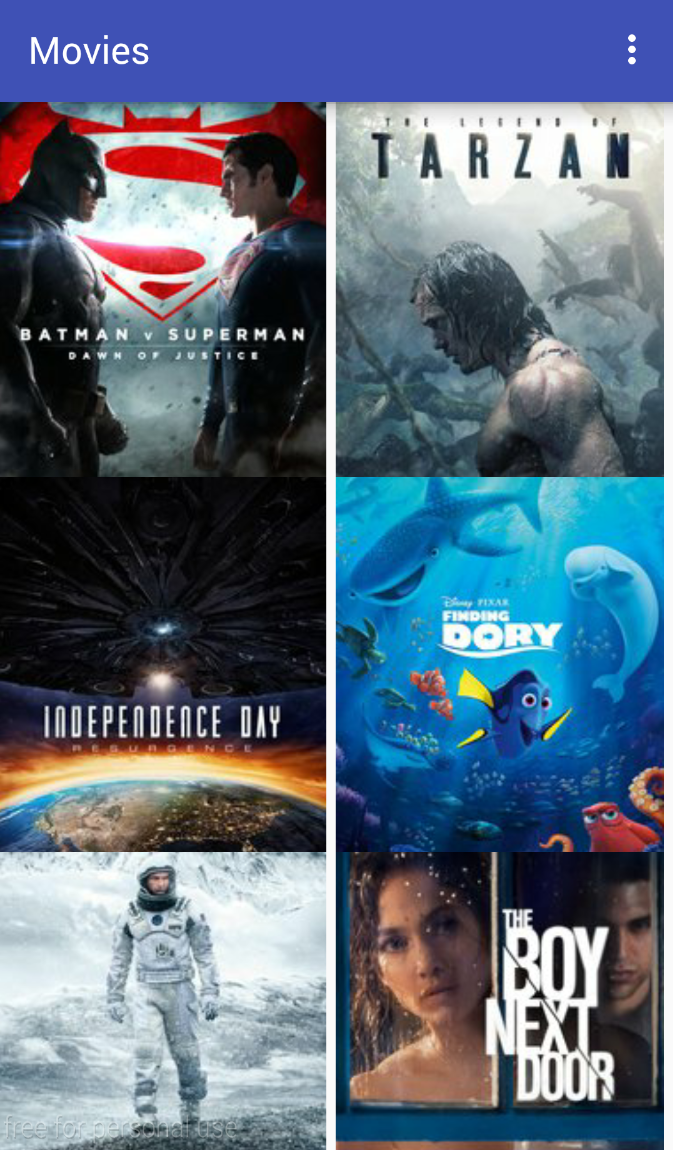 Movies
BATMAN v SUPERMAN
DAWN OF JUSTICE
THE LEGEND OF
TARZAN
INDEPENDENCE DAY
RESURGENCE
Disney PIXAR
FINDING
DORY
free for personal use
THE
BOY
NEXT
DOOR